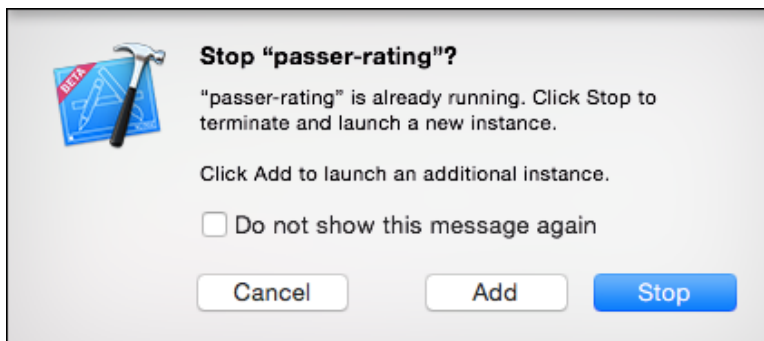 BETA
Stop “passer-rating”?
“passer-rating” is already running. Click Stop to
terminate and launch a new instance.
Click Add to launch an additional instance.
Do not show this message again
Cancel
Add
Stop